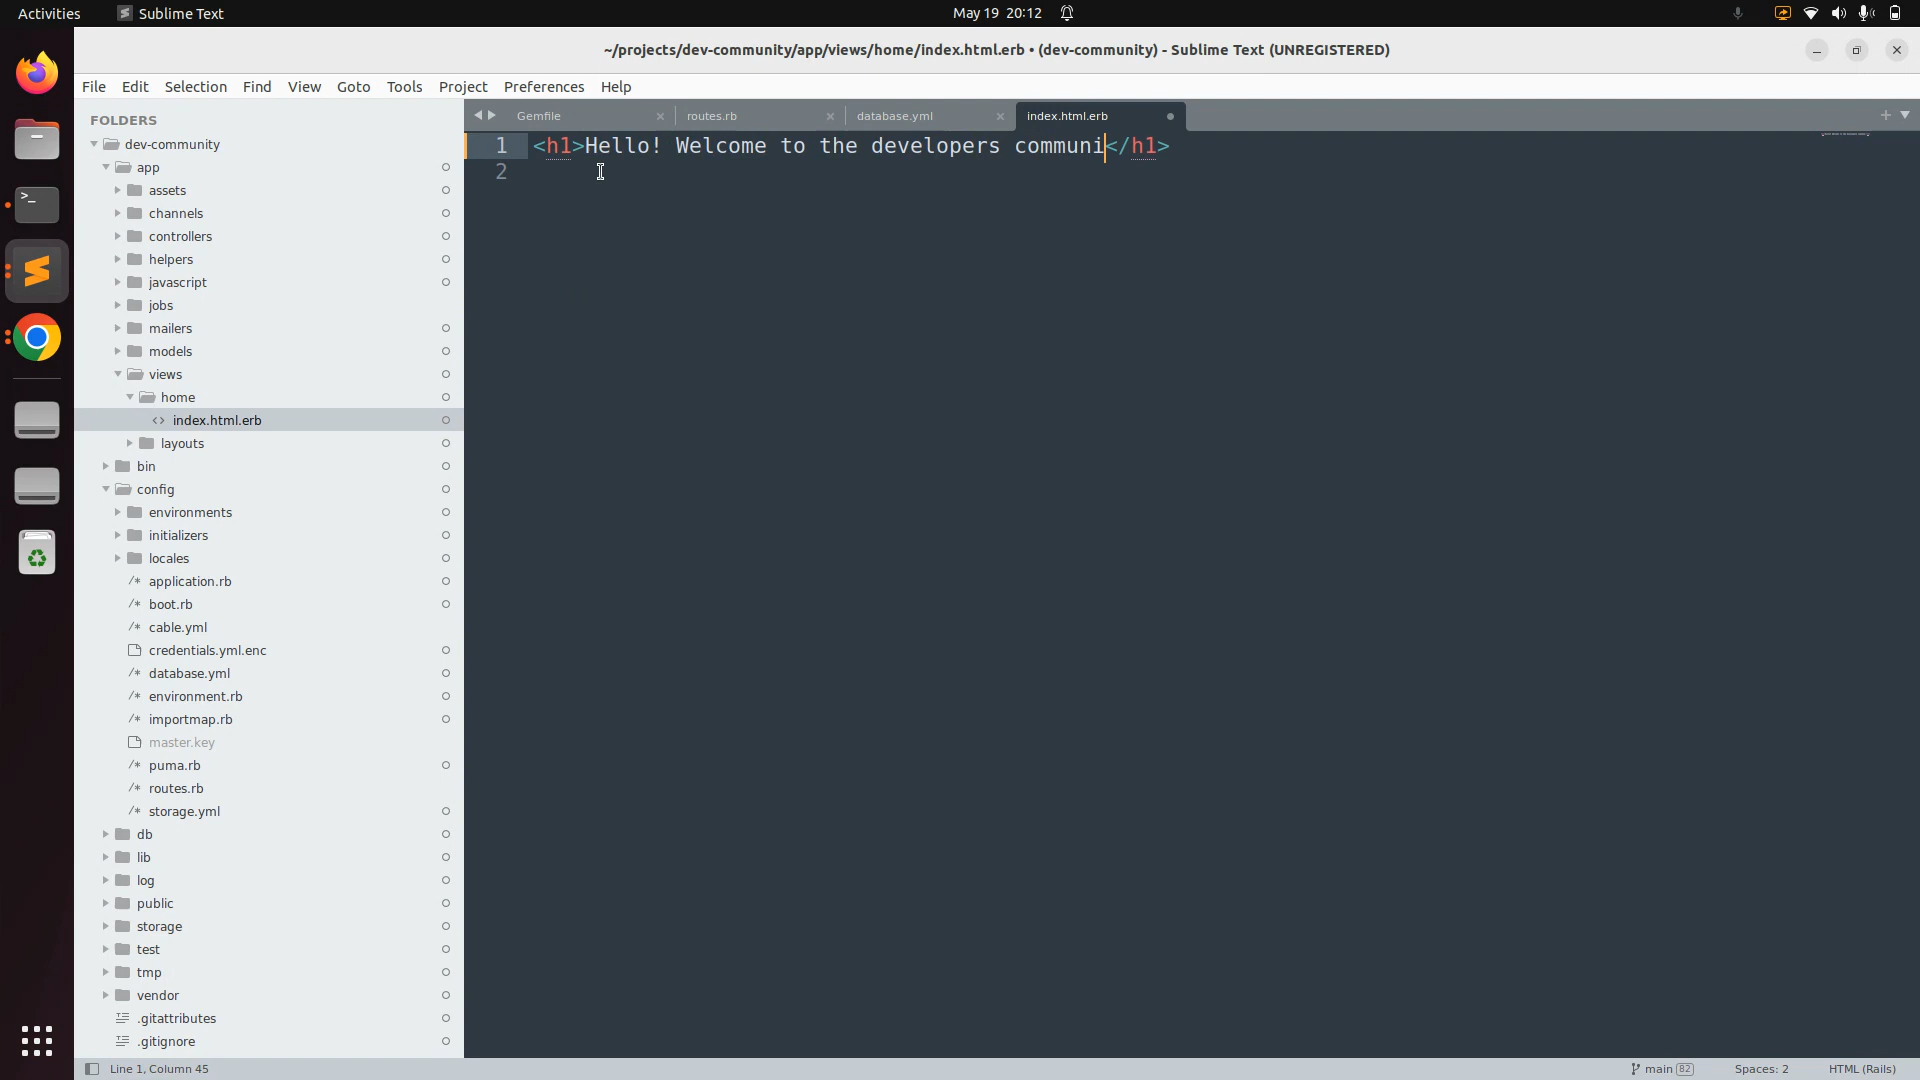 Activities
Sublime Text
May 19 20:12
~/projects/dev-community/app/views/home/index.html.erb • (dev-community) - Sublime Text (UNREGISTERED)
File Edit Selection Find View Goto Tools Project Preferences Help
FOLDERS
dev-community
app
assets
channels
controllers
helpers
javascript
jobs
mailers
models
views
home
index.html.erb
layouts
bin
config
environments
initializers
locales
application.rb
boot.rb
cable.yml
credentials.yml.enc
database.yml
environment.rb
importmap.rb
master.key
puma.rb
routes.rb
storage.yml
db
lib
log
public
storage
test
tmp
vendor
.gitattributes
.gitignore
Gemfile
routes.rb
database.yml
index.html.erb
1 <h1>Hello! Welcome to the developers communi</h1>
2
Line 1, Column 45
main 82
Spaces: 2
HTML (Rails)